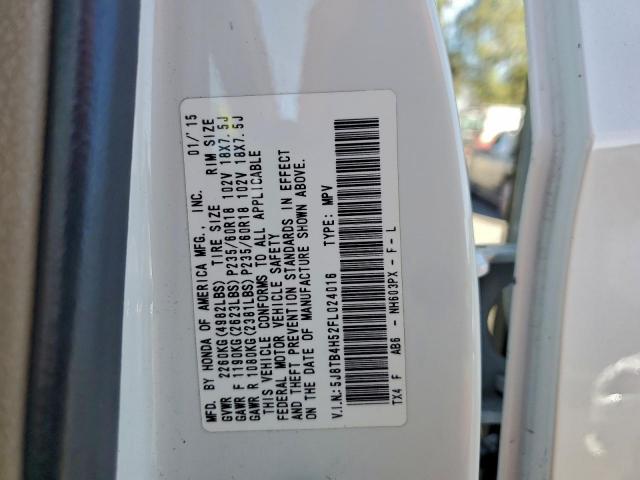 MFD. BY HONDA OF AMERICA MFG., INC. 01/'15
GVWR 2260KG(4982LBS) TIRE SIZE RIM SIZE
GAWR F 1190KG(2623LBS) P235/60R18 102V 18X7.5J
GAWR R 1080KG(2381LBS) P235/60R18 102V 18X7.5J
THIS VEHICLE CONFORMS TO ALL APPLICABLE
FEDERAL MOTOR VEHICLE SAFETY
AND THEFT PREVENTION STANDARDS IN EFFECT
ON THE DATE OF MANUFACTURE SHOWN ABOVE.
V.I.N.:5J8TB4H52FL024016 TYPE: MPV
TX4 F AB6 - NH603PX - F - L